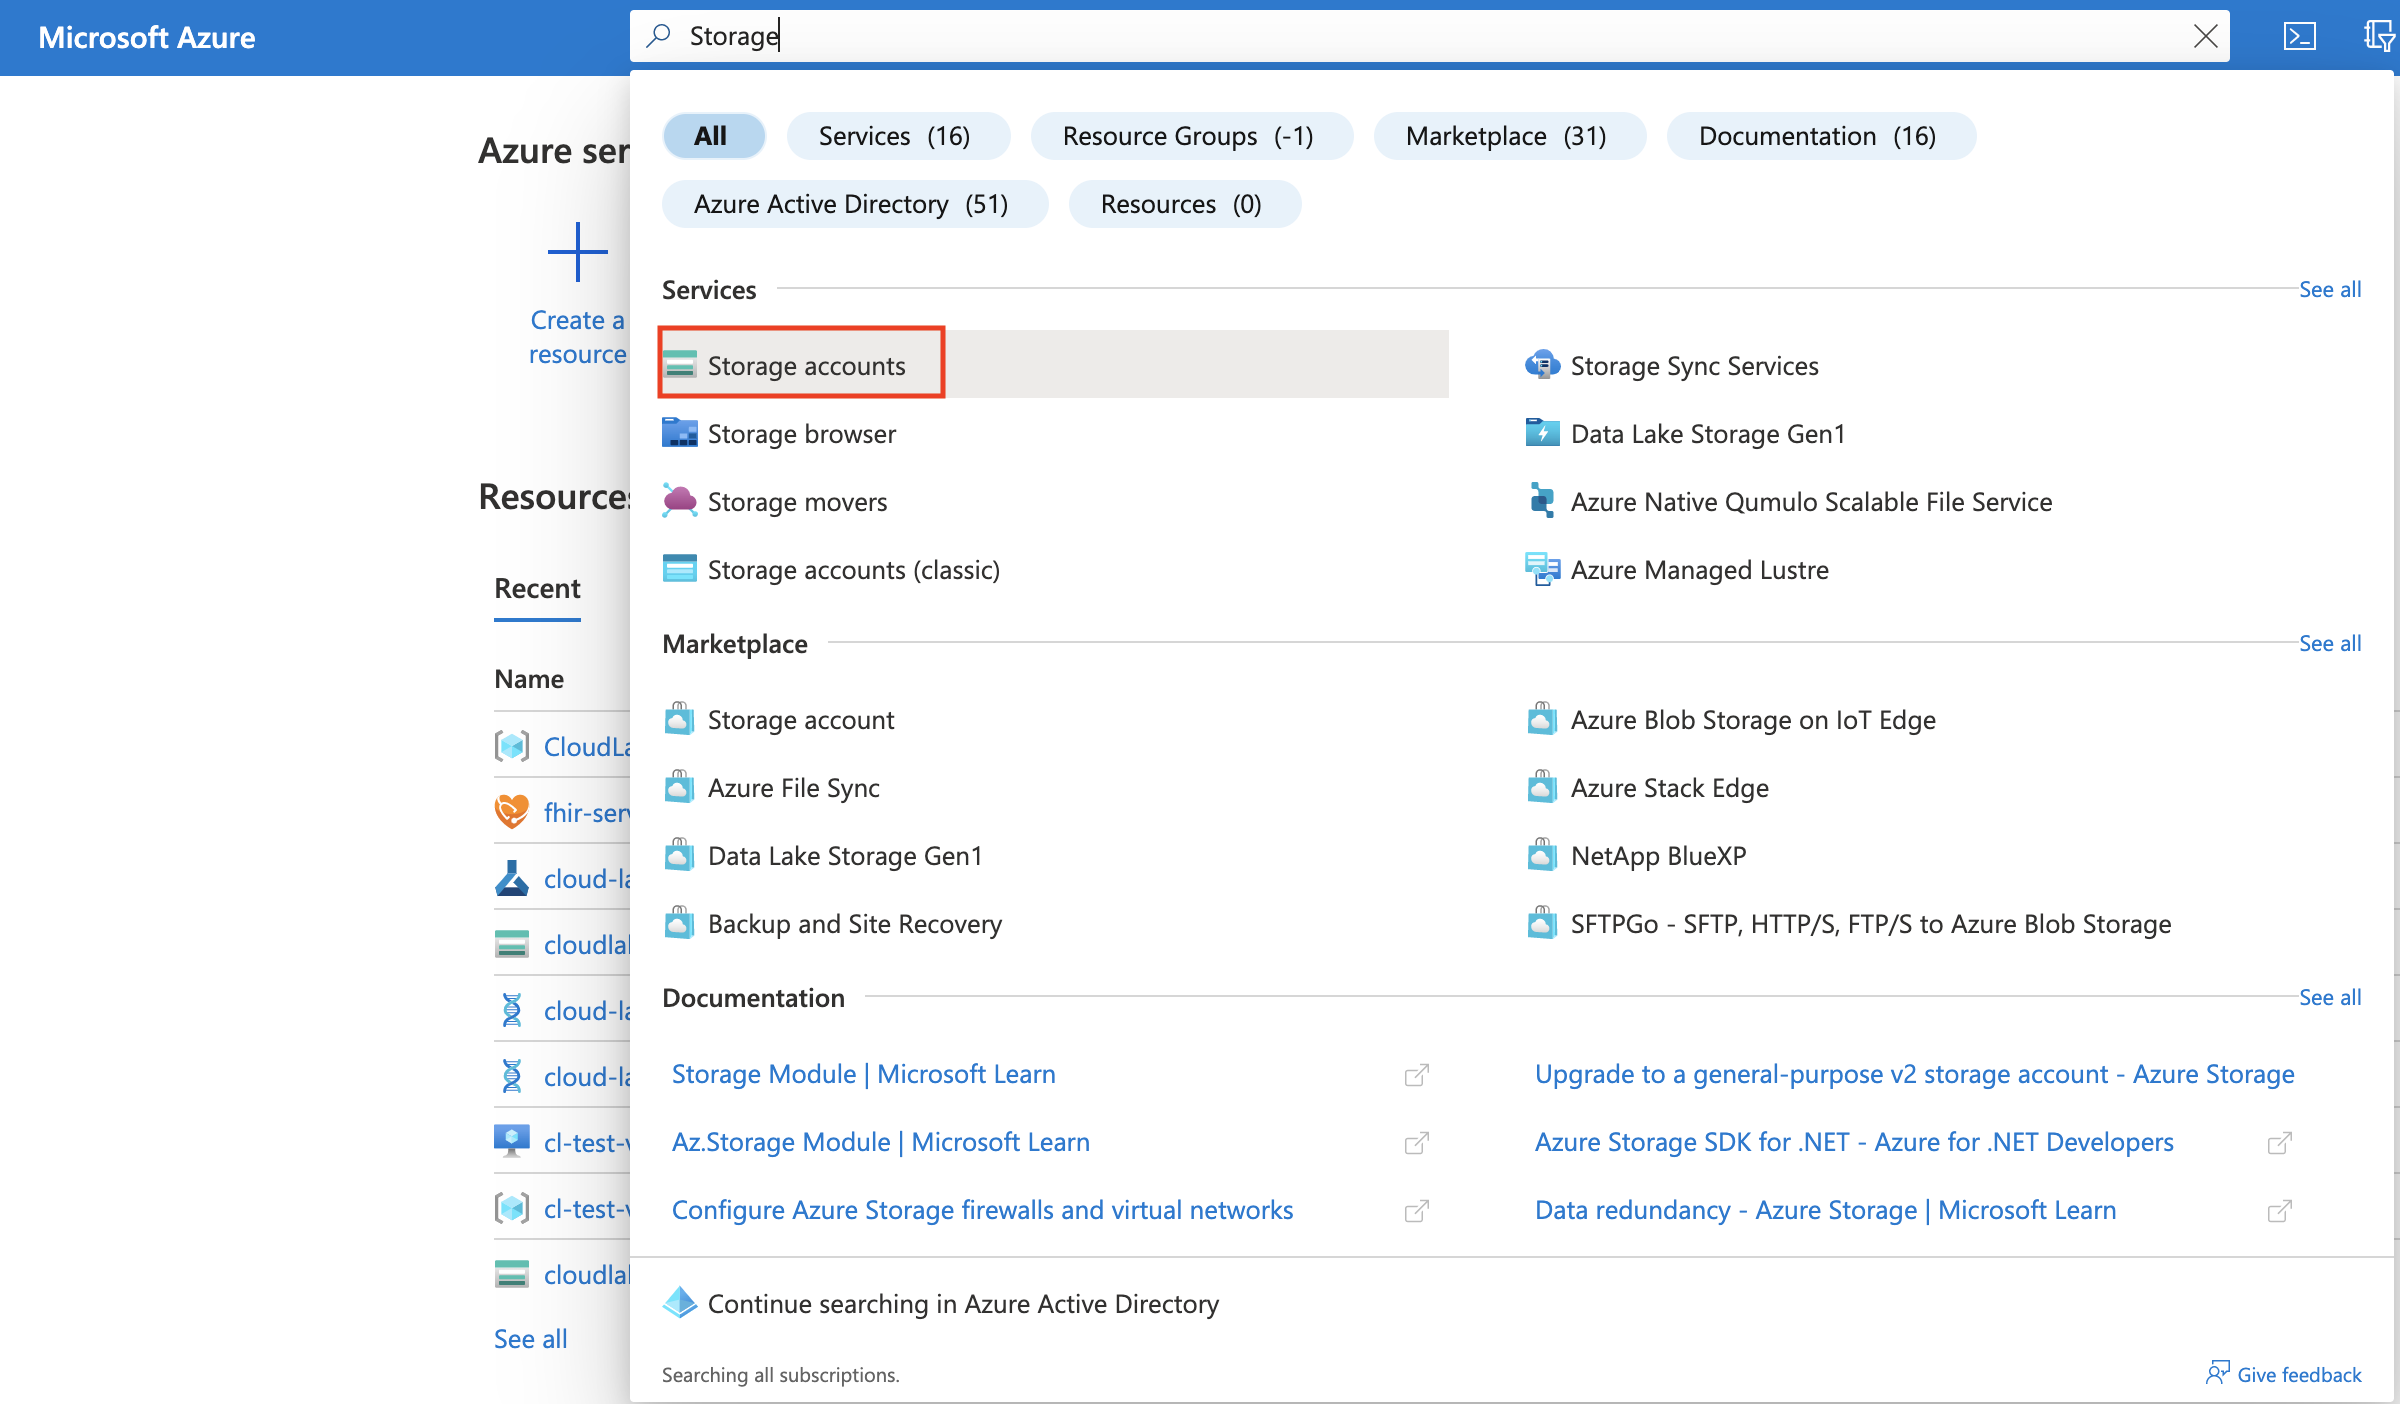 Microsoft Azure
Storage
All
Services (16)
Resource Groups (-1)
Marketplace (31)
Documentation (16)
Azure Active Directory (51)
Resources (0)
Azure ser
Create a
resource
Resources
Recent
Name
CloudLa
fhir-serv
cloud-la
cloudlal
cloud-la
cloud-la
cl-test-v
cl-test-v
cloudlal
See all
Services
See all
Storage accounts
Storage Sync Services
Storage browser
Data Lake Storage Gen1
Storage movers
Azure Native Qumulo Scalable File Service
Storage accounts (classic)
Azure Managed Lustre
Marketplace
See all
Storage account
Azure Blob Storage on IoT Edge
Azure File Sync
Azure Stack Edge
Data Lake Storage Gen1
NetApp BlueXP
Backup and Site Recovery
SFTPGo - SFTP, HTTP/S, FTP/S to Azure Blob Storage
Documentation
See all
Storage Module | Microsoft Learn
Upgrade to a general-purpose v2 storage account - Azure Storage
Az.Storage Module | Microsoft Learn
Azure Storage SDK for .NET - Azure for .NET Developers
Configure Azure Storage firewalls and virtual networks
Data redundancy - Azure Storage | Microsoft Learn
Continue searching in Azure Active Directory
Searching all subscriptions.
Give feedback